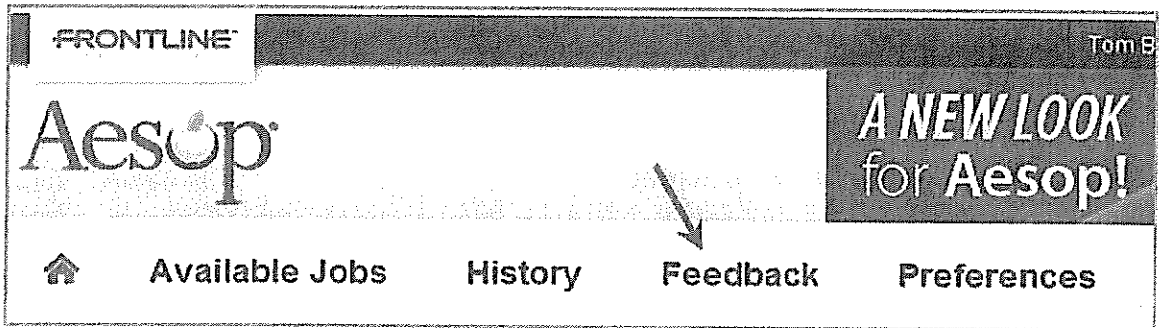 FRONTLINE
Tom B
Aesop
A NEW LOOK
for Aesop!
Available Jobs History Feedback Preferences